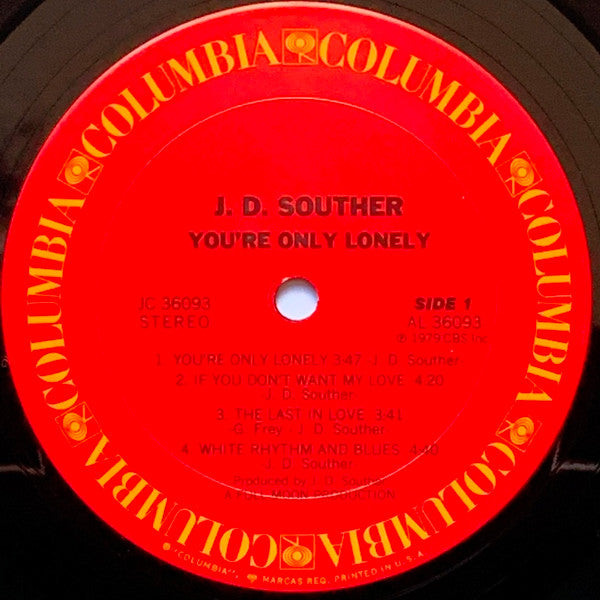 COLUMBIA COLUMBIA COLUMBIA COLUMBIA COLUMBIA COLUMBIA COLUMBIA COLUMBIA
J. D. SOUTHER
YOU'RE ONLY LONELY
JC 36093 SIDE 1
STEREO AL 36093
℗ 1979 CBS Inc.
1. YOU'RE ONLY LONELY 3:47 -J. D. Souther-
2. IF YOU DON'T WANT MY LOVE 4:20
-J. D. Souther-
3. THE LAST IN LOVE 3:41
-G. Frey - J. D. Souther-
4. WHITE RHYTHM AND BLUES 4:40
-J. D. Souther-
Produced by J. D. Souther
A FULL MOON PRODUCTION
"COLUMBIA", MARCAS REG. PRINTED IN U.S.A.